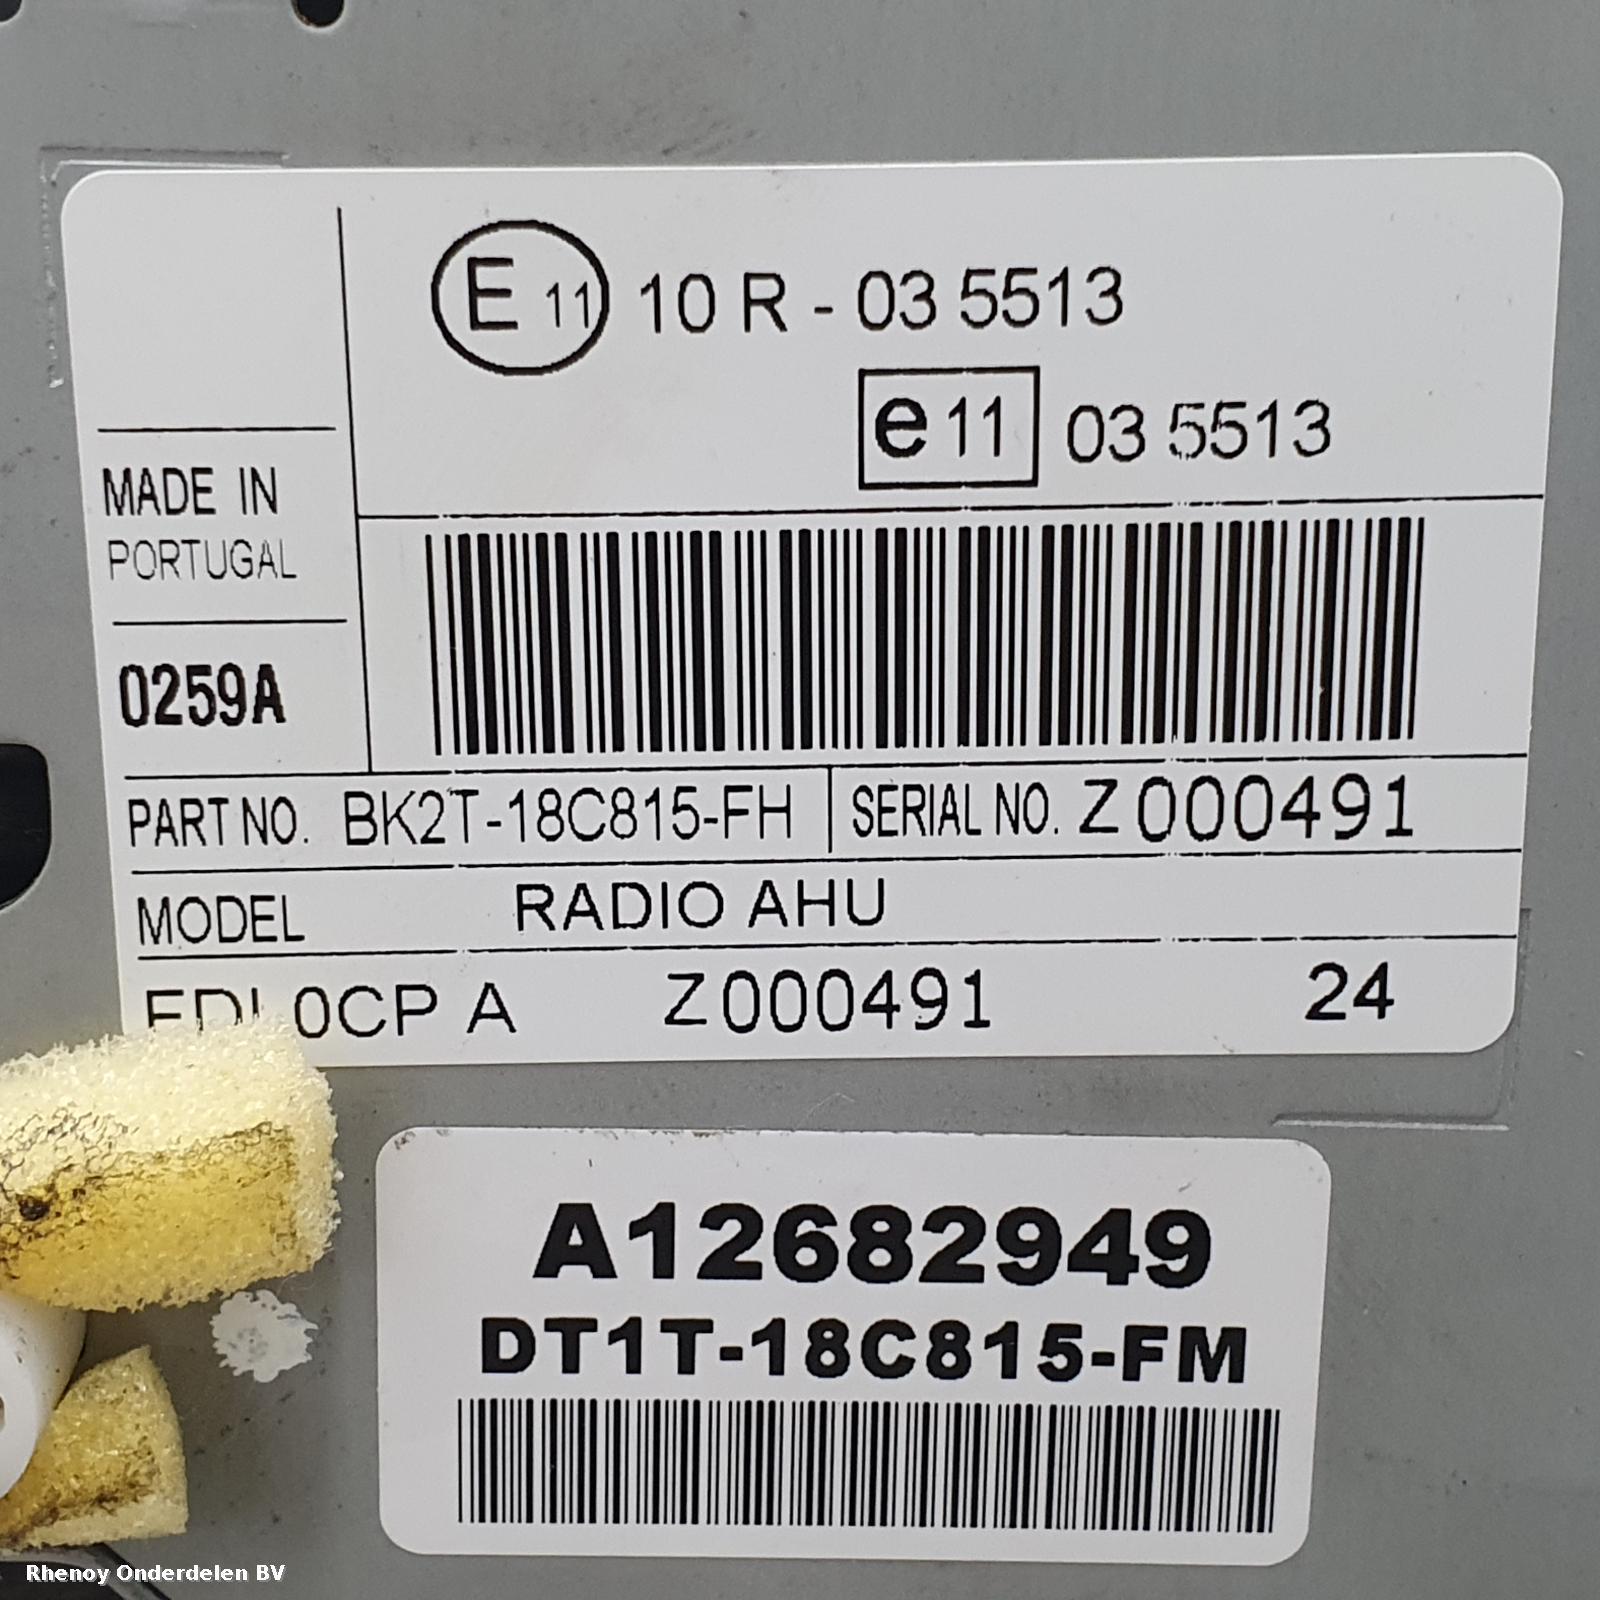 E 11 10 R - 03 5513
e 11 03 5513
MADE IN
PORTUGAL
0259A
PART NO. BK2T-18C815-FH SERIAL NO. Z000491
MODEL RADIO AHU
0CP A Z000491 24
A12682949
DT1T-18C815-FM
Rhenoy Onderdelen BV